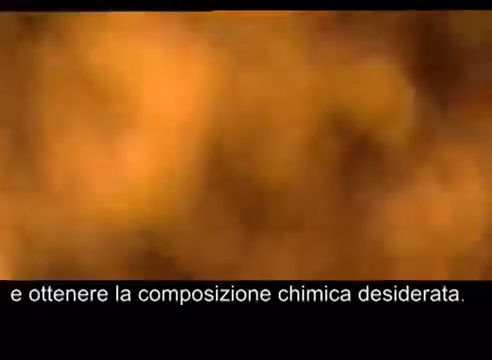 e ottenere la composizione chimica desiderata.